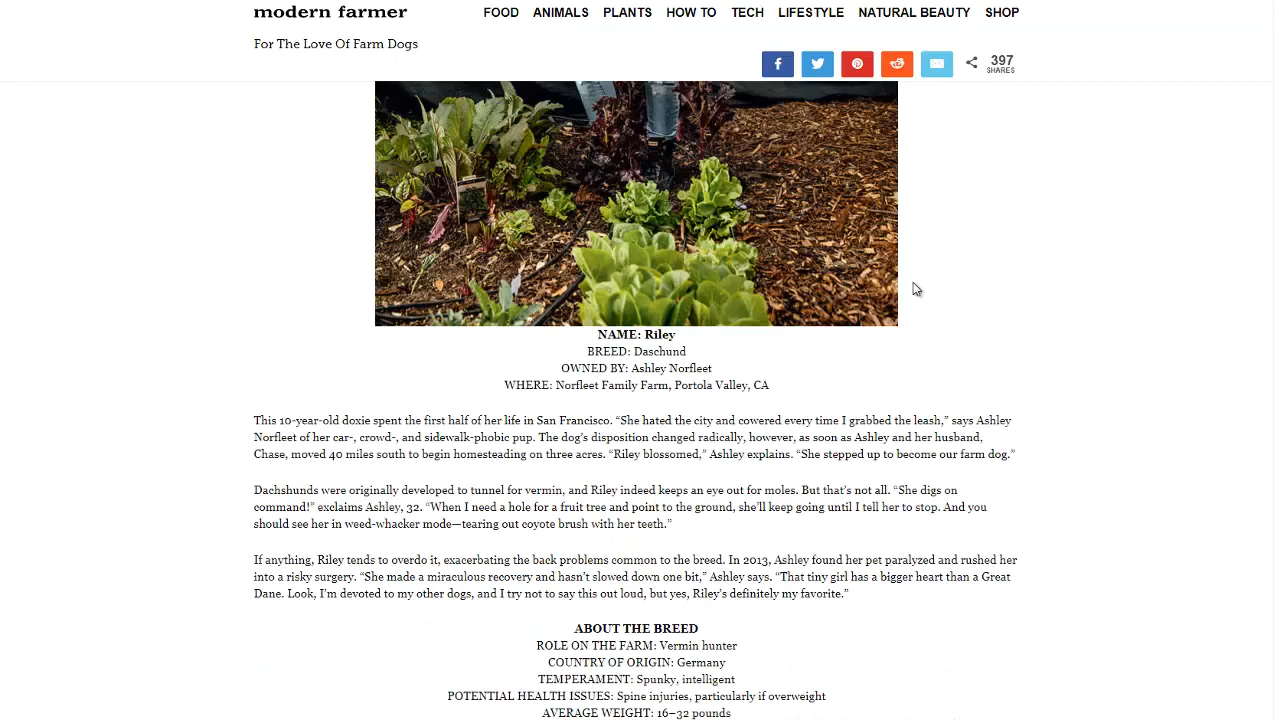 modern farmer
FOOD ANIMALS PLANTS HOW TO TECH LIFESTYLE NATURAL BEAUTY SHOP
For The Love Of Farm Dogs
397
SHARES
NAME: Riley
BREED: Daschund
OWNED BY: Ashley Norfleet
WHERE: Norfleet Family Farm, Portola Valley, CA
This 10-year-old doxie spent the first half of her life in San Francisco. “She hated the city and cowered every time I grabbed the leash,” says Ashley
Norfleet of her car-, crowd-, and sidewalk-phobic pup. The dog’s disposition changed radically, however, as soon as Ashley and her husband,
Chase, moved 40 miles south to begin homesteading on three acres. “Riley blossomed,” Ashley explains. “She stepped up to become our farm dog.”
Dachshunds were originally developed to tunnel for vermin, and Riley indeed keeps an eye out for moles. But that’s not all. “She digs on
command!” exclaims Ashley, 32. “When I need a hole for a fruit tree and point to the ground, she’ll keep going until I tell her to stop. And you
should see her in weed-whacker mode—tearing out coyote brush with her teeth.”
If anything, Riley tends to overdo it, exacerbating the back problems common to the breed. In 2013, Ashley found her pet paralyzed and rushed her
into a risky surgery. “She made a miraculous recovery and hasn’t slowed down one bit,” Ashley says. “That tiny girl has a bigger heart than a Great
Dane. Look, I’m devoted to my other dogs, and I try not to say this out loud, but yes, Riley’s definitely my favorite.”
ABOUT THE BREED
ROLE ON THE FARM: Vermin hunter
COUNTRY OF ORIGIN: Germany
TEMPERAMENT: Spunky, intelligent
POTENTIAL HEALTH ISSUES: Spine injuries, particularly if overweight
AVERAGE WEIGHT: 16–32 pounds